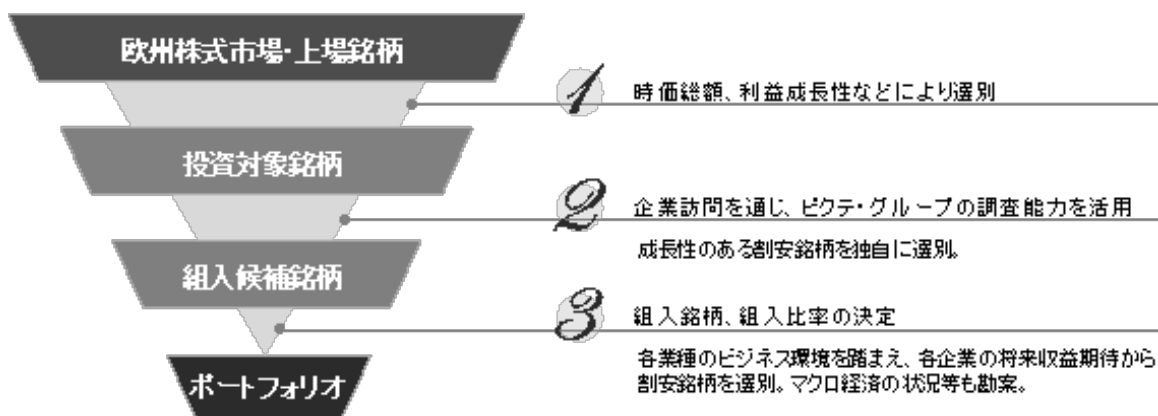 欧州株式市場・上場銘柄
1
時価総額、利益成長性などにより選別
投資対象銘柄
2
企業訪問を通じ、ピクテ・グループの調査能力を活用
成長性のある割安銘柄を独自に選別。
組入候補銘柄
3
組入銘柄、組入比率の決定
各業種のビジネス環境を踏まえ、各企業の将来収益期待から
割安銘柄を選別。マクロ経済の状況等も勘案。
ポートフォリオ